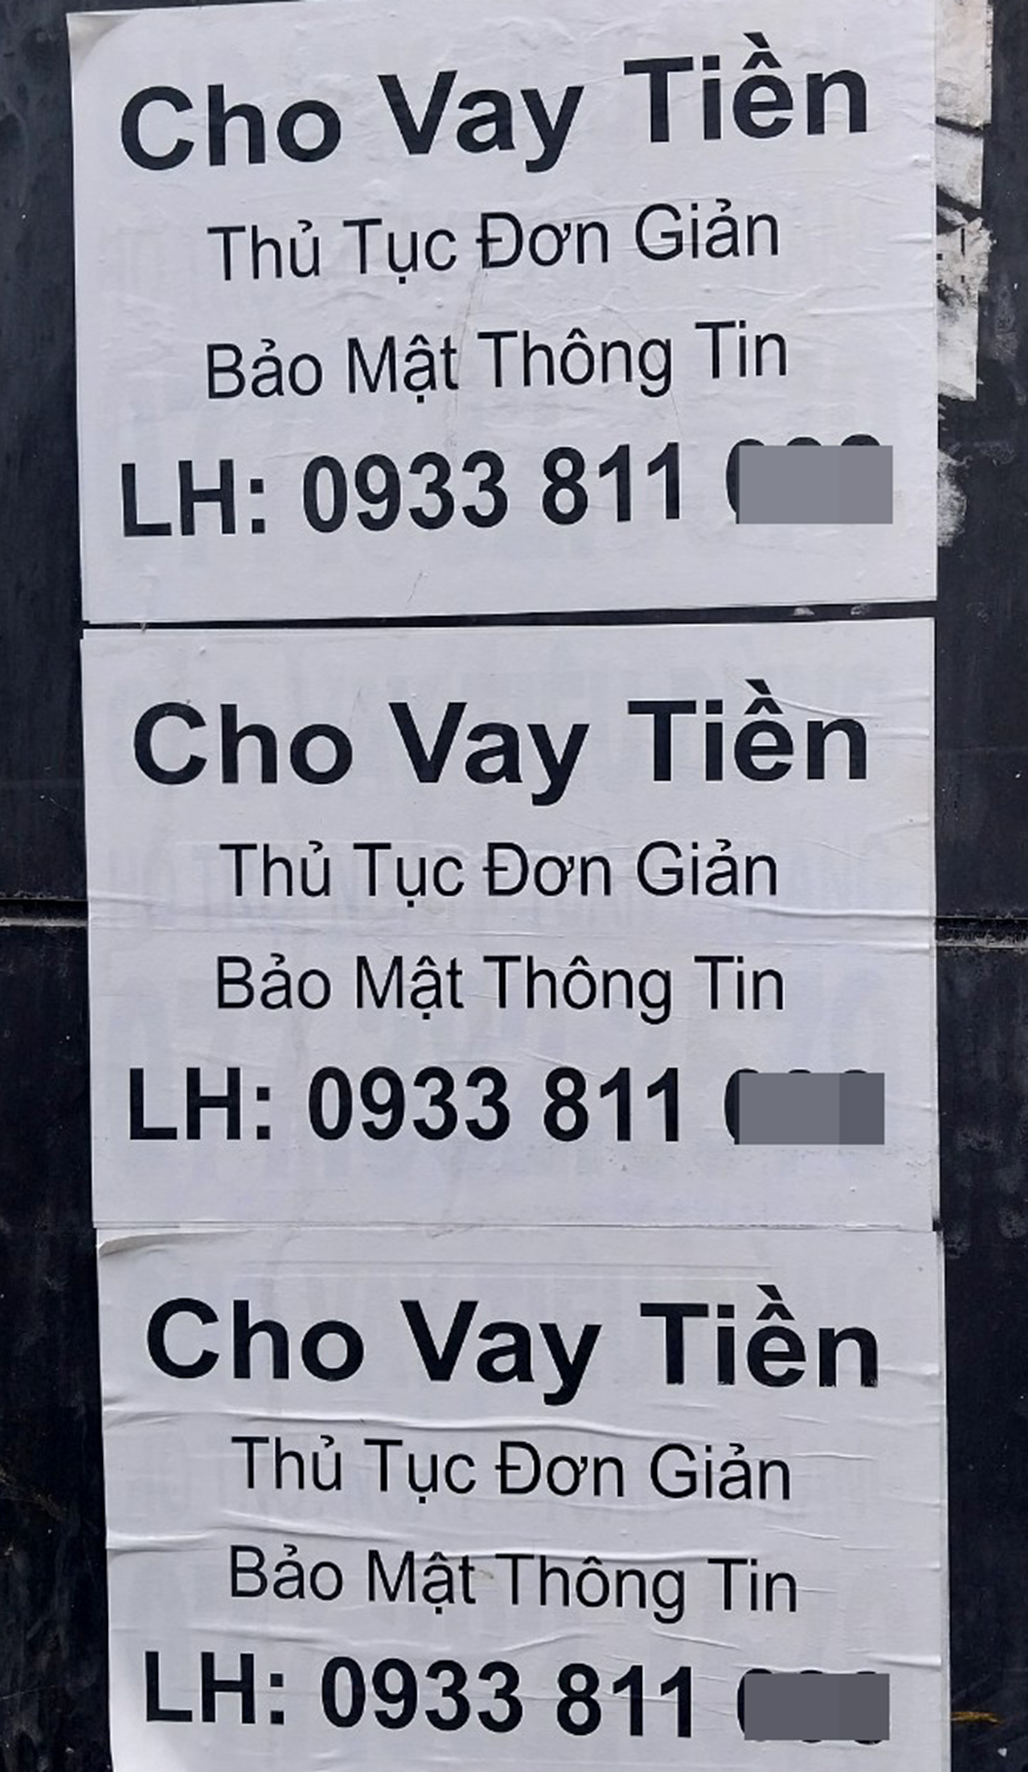 Cho Vay Tiền
Thủ Tục Đơn Giản
Bảo Mật Thông Tin
LH: 0933 811
Cho Vay Tiền
Thủ Tục Đơn Giản
Bảo Mật Thông Tin
LH: 0933 811
Cho Vay Tiền
Thủ Tục Đơn Giản
Bảo Mật Thông Tin
LH: 0933 811